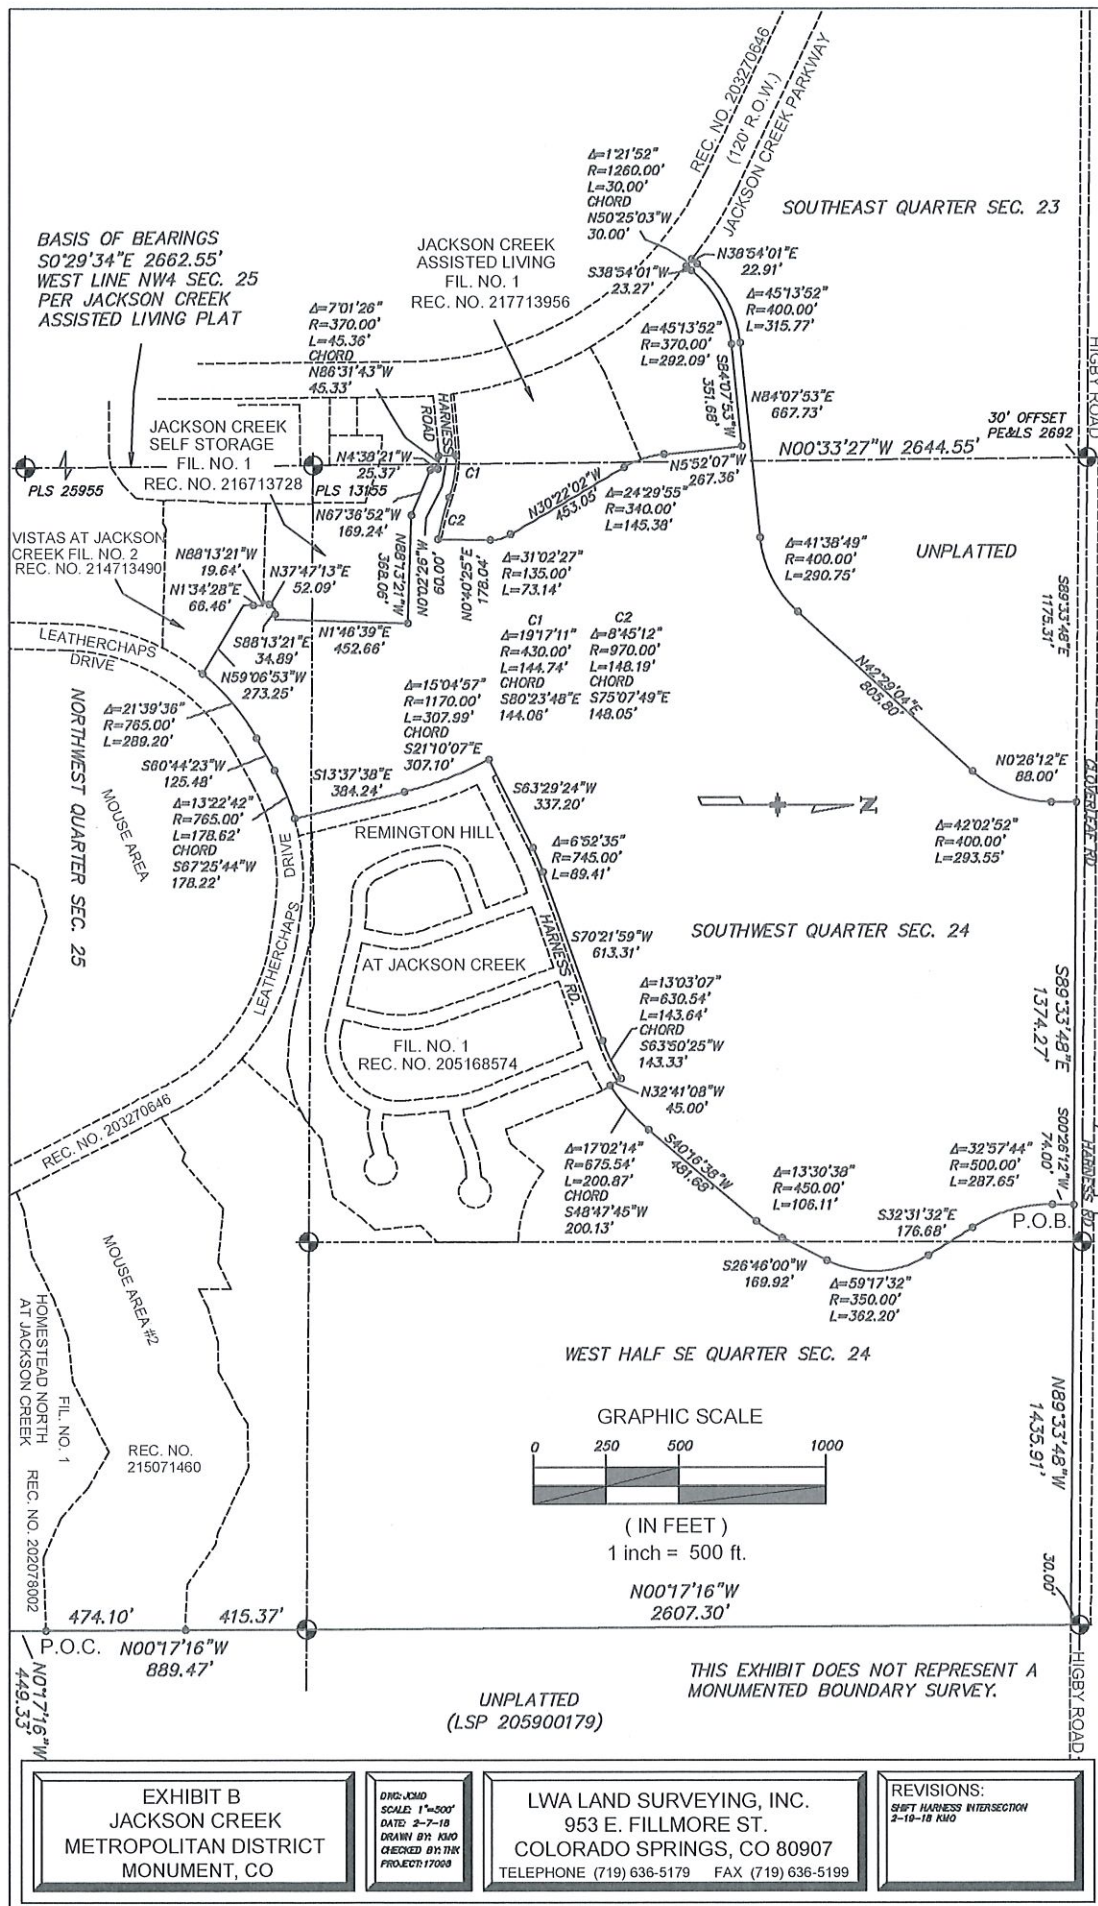 REC. NO. 203270646
(120' R.O.W.)
JACKSON CREEK PARKWAY
Δ=1°21'52"
R=1260.00'
L=30.00'
CHORD
N50°25'03"W
30.00'
SOUTHEAST QUARTER SEC. 23
BASIS OF BEARINGS
S0°29'34"E 2662.55'
WEST LINE NW4 SEC. 25
PER JACKSON CREEK
ASSISTED LIVING PLAT
JACKSON CREEK
ASSISTED LIVING
FIL. NO. 1
REC. NO. 217713956
S38°54'01"W
23.27'
N38°54'01"E
22.91'
Δ=45°13'52"
R=400.00'
L=315.77'
Δ=7°01'26"
R=370.00'
L=45.36'
CHORD
N86°31'43"W
45.33'
Δ=45°13'52"
R=370.00'
L=292.09'
S84°07'53"W
351.68'
N84°07'53"E
667.73'
HIGBY ROAD
30' OFFSET
PE&LS 2692
HARNESS
ROAD
JACKSON CREEK
SELF STORAGE
FIL. NO. 1
REC. NO. 216713728
N4°38'21"W
25.37'
N00°33'27"W 2644.55'
PLS 25955
PLS 13155
C1
C2
N5°52'07"W
267.36'
N30°22'02"W
453.05'
Δ=24°29'55"
R=340.00'
L=145.38'
N67°36'52"W
169.24'
VISTAS AT JACKSON
CREEK FIL. NO. 2
REC. NO. 214713490
N88°13'21"W
19.64'
N37°47'13"E
52.09'
N88°13'21"W
368.06'
N0°20'26"W
60.00'
N0°40'25"E
178.04'
Δ=31°02'27"
R=135.00'
L=73.14'
Δ=41°38'49"
R=400.00'
L=290.75'
UNPLATTED
S89°33'48"E
1175.31'
N1°34'28"E
66.46'
S88°13'21"E
34.89'
N1°46'39"E
452.66'
N59°06'53"W
273.25'
C1
Δ=19°17'11"
R=430.00'
L=144.74'
CHORD
S80°23'48"E
144.06'
C2
Δ=8°45'12"
R=970.00'
L=148.19'
CHORD
S75°07'49"E
148.05'
LEATHERCHAPS
DRIVE
N42°29'04"E
805.80'
Δ=15°04'57"
R=1170.00'
L=307.99'
CHORD
S21°10'07"E
307.10'
NORTHWEST QUARTER SEC. 25
Δ=21°39'36"
R=765.00'
L=289.20'
S60°44'23"W
125.48'
Δ=13°22'42"
R=765.00'
L=178.62'
CHORD
S67°25'44"W
178.22'
MOUSE AREA
S13°37'38"E
384.24'
S63°29'24"W
337.20'
N0°26'12"E
88.00'
CLOVERLEAF RD.
N
Δ=42°02'52"
R=400.00'
L=293.55'
REMINGTON HILL
Δ=6°52'35"
R=745.00'
L=89.41'
LEATHERCHAPS DRIVE
HARNESS RD.
S70°21'59"W
613.31'
SOUTHWEST QUARTER SEC. 24
AT JACKSON CREEK
Δ=13°03'07"
R=630.54'
L=143.64'
CHORD
S63°50'25"W
143.33'
S89°33'48"E
1374.27'
FIL. NO. 1
REC. NO. 205168574
N32°41'08"W
45.00'
REC. NO. 203270646
Δ=17°02'14"
R=675.54'
L=200.87'
CHORD
S48°47'45"W
200.13'
S40°16'38"W
481.68'
Δ=13°30'38"
R=450.00'
L=106.11'
Δ=32°57'44"
R=500.00'
L=287.65'
S00°26'12"W
74.00'
HARNESS RD.
S32°31'32"E
176.68'
P.O.B.
S26°46'00"W
169.92'
Δ=59°17'32"
R=350.00'
L=362.20'
MOUSE AREA #2
HOMESTEAD NORTH
AT JACKSON CREEK
FIL. NO. 1
REC. NO. 202078002
WEST HALF SE QUARTER SEC. 24
N89°33'48"W
1435.91'
GRAPHIC SCALE
0 250 500 1000
( IN FEET )
1 inch = 500 ft.
REC. NO.
215071460
N00°17'16"W
2607.30'
30.00'
474.10' 415.37'
P.O.C. N00°17'16"W
889.47'
N0°17'16"W
449.33'
THIS EXHIBIT DOES NOT REPRESENT A
MONUMENTED BOUNDARY SURVEY.
UNPLATTED
(LSP 205900179)
HIGBY ROAD
EXHIBIT B
JACKSON CREEK
METROPOLITAN DISTRICT
MONUMENT, CO
DWG: JCMD
SCALE: 1"=500'
DATE: 2-7-18
DRAWN BY: KMO
CHECKED BY: THK
PROJECT: 17098
LWA LAND SURVEYING, INC.
953 E. FILLMORE ST.
COLORADO SPRINGS, CO 80907
TELEPHONE (719) 636-5179 FAX (719) 636-5199
REVISIONS:
SHIFT HARNESS INTERSECTION
2-19-18 KMO